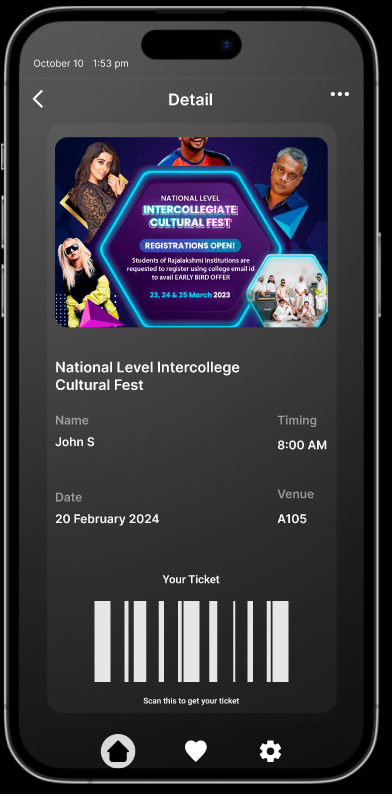 October 10 1:53 pm
Detail
NATIONAL LEVEL
INTERCOLLEGIATE
CULTURAL FEST
REGISTRATIONS OPEN!
Students of Rajalakshmi Institutions are
requested to register using college email id
to avail EARLY BIRD OFFER
23, 24 & 25 March 2023
National Level Intercollege
Cultural Fest
Name
Timing
John S
8:00 AM
Date
Venue
20 February 2024
A105
Your Ticket
Scan this to get your ticket